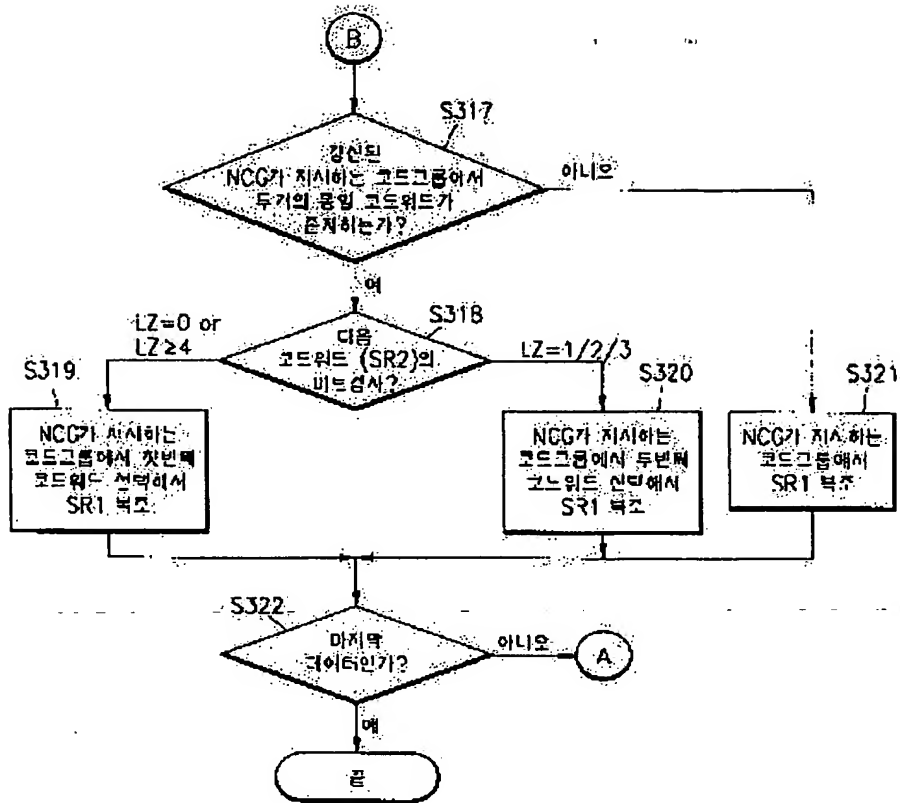 B
S317
갱신된
NCG가 지시하는 코드그룹에서
두개의 동일 코드워드가
존재하는가?
아니오
예
S318
LZ=0 or
LZ≥4
다음
코드워드 (SR2)의
비트검사?
LZ=1/2/3
S319
NCG가 지시하는
코드그룹에서 첫번째
코드워드 선택해서
SR1 복조
S320
NCG가 지시하는
코드그룹에서 두번째
코드워드 선택해서
SR1 복조
S321
NCG가 지시하는
코드그룹에서
SR1 복조
S322
마지막
데이터인가?
아니오
A
예
끝